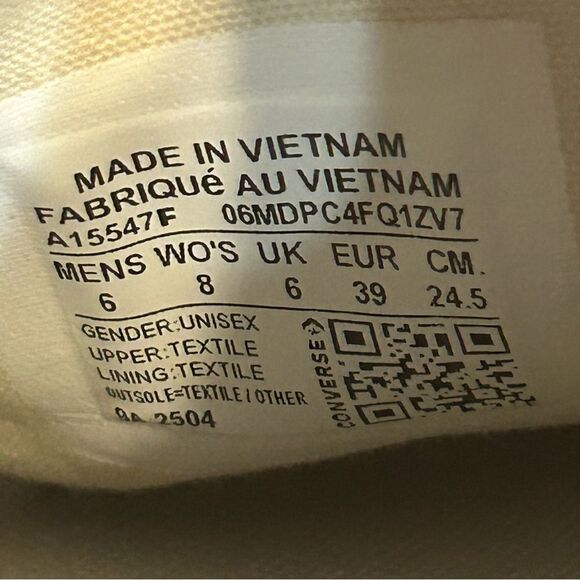 MADE IN VIETNAM
FABRIQUé AU VIETNAM
A15547F 06MDPC4FQ1ZV7
MENS WO'S UK EUR CM.
6 8 6 39 24.5
GENDER:UNISEX
UPPER:TEXTILE
LINING:TEXTILE
OUTSOLE=TEXTILE / OTHER
2504
CONVERSE